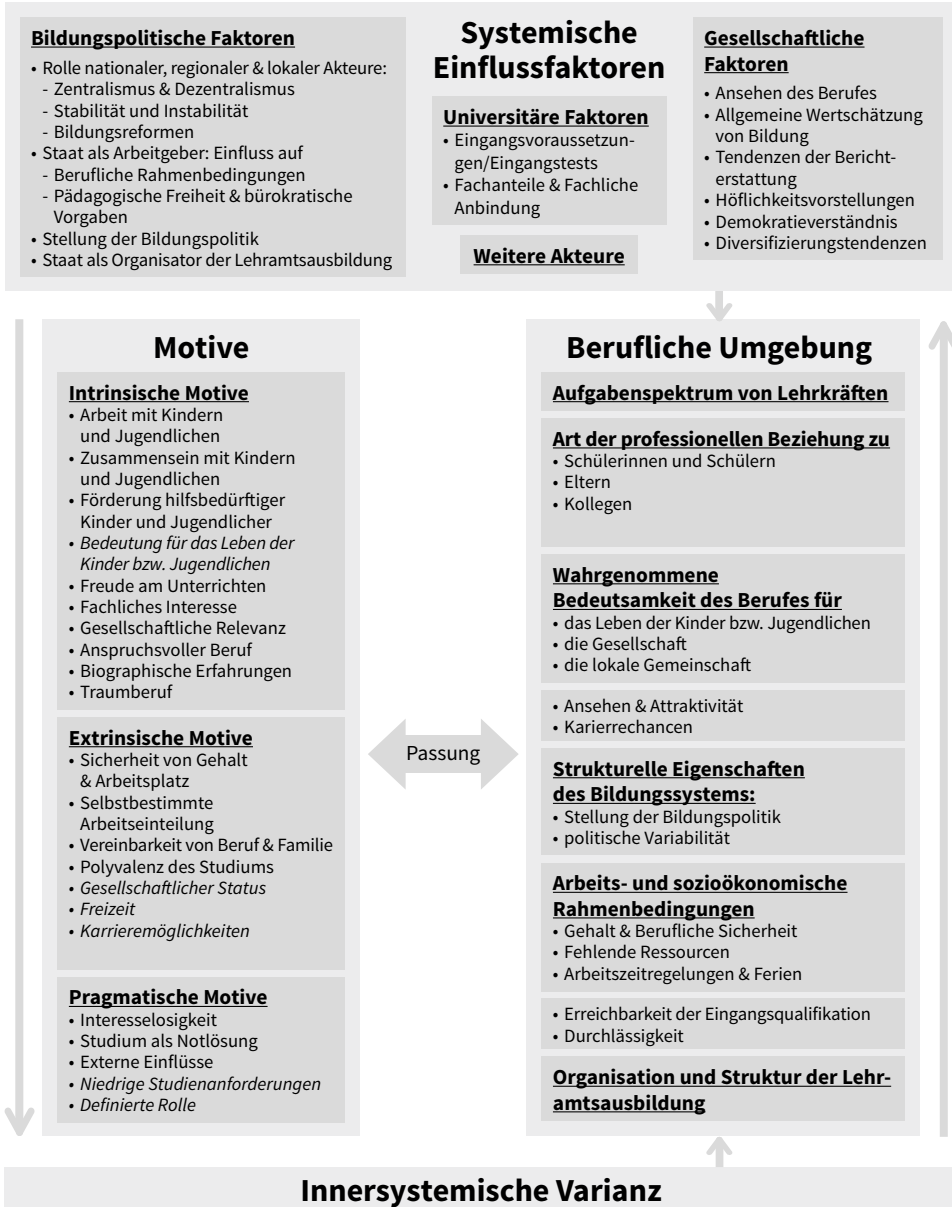 Systemische
Einflussfaktoren
Bildungspolitische Faktoren
• Rolle nationaler, regionaler & lokaler Akteure:
- Zentralismus & Dezentralismus
- Stabilität und Instabilität
- Bildungsreformen
• Staat als Arbeitgeber: Einfluss auf
- Berufliche Rahmenbedingungen
- Pädagogische Freiheit & bürokratische
Vorgaben
• Stellung der Bildungspolitik
• Staat als Organisator der Lehramtsausbildung
Universitäre Faktoren
• Eingangsvoraussetzun-
gen/Eingangstests
• Fachanteile & Fachliche
Anbindung
Weitere Akteure
Gesellschaftliche
Faktoren
• Ansehen des Berufes
• Allgemeine Wertschätzung
von Bildung
• Tendenzen der Bericht-
erstattung
• Höflichkeitsvorstellungen
• Demokratieverständnis
• Diversifizierungstendenzen
Motive
Intrinsische Motive
• Arbeit mit Kindern
und Jugendlichen
• Zusammensein mit Kindern
und Jugendlichen
• Förderung hilfsbedürftiger
Kinder und Jugendlicher
• Bedeutung für das Leben der
Kinder bzw. Jugendlichen
• Freude am Unterrichten
• Fachliches Interesse
• Gesellschaftliche Relevanz
• Anspruchsvoller Beruf
• Biographische Erfahrungen
• Traumberuf
Extrinsische Motive
• Sicherheit von Gehalt
& Arbeitsplatz
• Selbstbestimmte
Arbeitseinteilung
• Vereinbarkeit von Beruf & Familie
• Polyvalenz des Studiums
• Gesellschaftlicher Status
• Freizeit
• Karrieremöglichkeiten
Pragmatische Motive
• Interesselosigkeit
• Studium als Notlösung
• Externe Einflüsse
• Niedrige Studienanforderungen
• Definierte Rolle
Passung
Berufliche Umgebung
Aufgabenspektrum von Lehrkräften
Art der professionellen Beziehung zu
• Schülerinnen und Schülern
• Eltern
• Kollegen
Wahrgenommene
Bedeutsamkeit des Berufes für
• das Leben der Kinder bzw. Jugendlichen
• die Gesellschaft
• die lokale Gemeinschaft
• Ansehen & Attraktivität
• Karierrechancen
Strukturelle Eigenschaften
des Bildungssystems:
• Stellung der Bildungspolitik
• politische Variabilität
Arbeits- und sozioökonomische
Rahmenbedingungen
• Gehalt & Berufliche Sicherheit
• Fehlende Ressourcen
• Arbeitszeitregelungen & Ferien
• Erreichbarkeit der Eingangsqualifikation
• Durchlässigkeit
Organisation und Struktur der Lehr-
amtsausbildung
Innersystemische Varianz